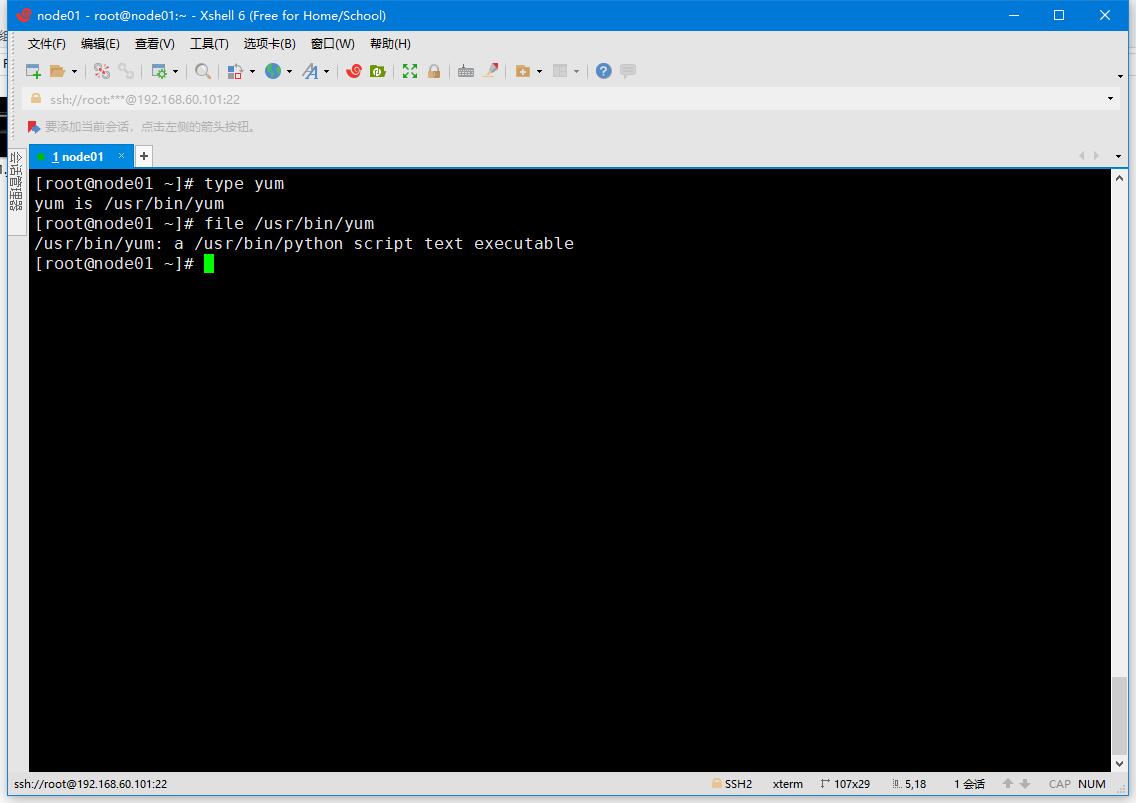 node01 - root@node01:~ - Xshell 6 (Free for Home/School)
文件(F) 编辑(E) 查看(V) 工具(T) 选项卡(B) 窗口(W) 帮助(H)
ssh://root:***@192.168.60.101:22
要添加当前会话，点击左侧的箭头按钮。
会话管理器
1 node01
[root@node01 ~]# type yum
yum is /usr/bin/yum
[root@node01 ~]# file /usr/bin/yum
/usr/bin/yum: a /usr/bin/python script text executable
[root@node01 ~]#
ssh://root@192.168.60.101:22 SSH2 xterm 107x29 5,18 1 会话 CAP NUM